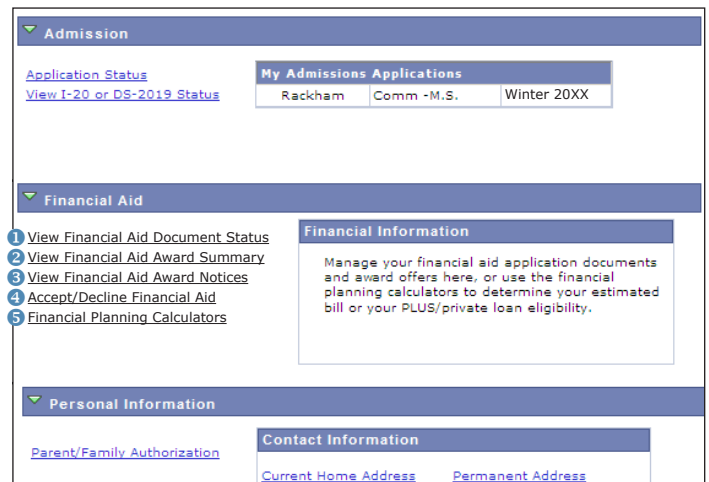 Admission
Application Status
View I-20 or DS-2019 Status
My Admissions Applications
Rackham Comm -M.S. Winter 20XX
Financial Aid
1 View Financial Aid Document Status
2 View Financial Aid Award Summary
3 View Financial Aid Award Notices
4 Accept/Decline Financial Aid
5 Financial Planning Calculators
Financial Information
Manage your financial aid application documents
and award offers here, or use the financial
planning calculators to determine your estimated
bill or your PLUS/private loan eligibility.
Personal Information
Parent/Family Authorization
Contact Information
Current Home Address Permanent Address